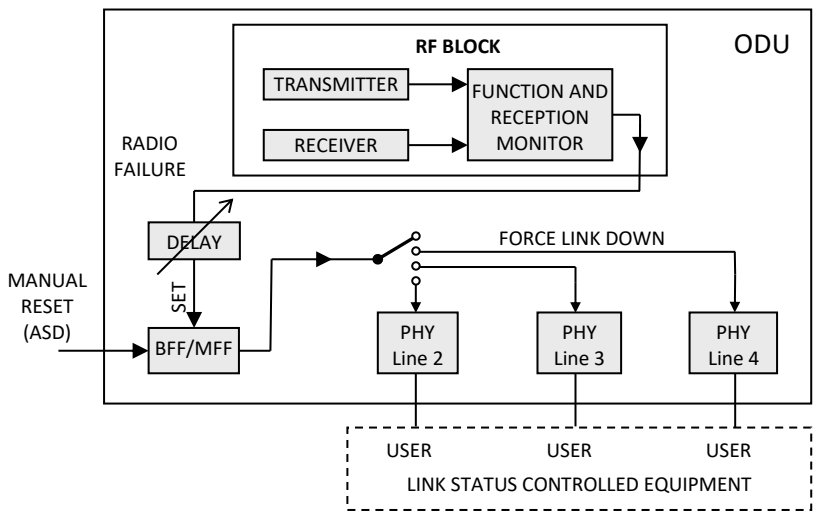 ODU
RF BLOCK
TRANSMITTER
FUNCTION AND
RECEPTION
MONITOR
RECEIVER
RADIO
FAILURE
DELAY
FORCE LINK DOWN
MANUAL
RESET
(ASD)
SET
BFF/MFF
PHY
Line 2
PHY
Line 3
PHY
Line 4
USER
USER
USER
LINK STATUS CONTROLLED EQUIPMENT